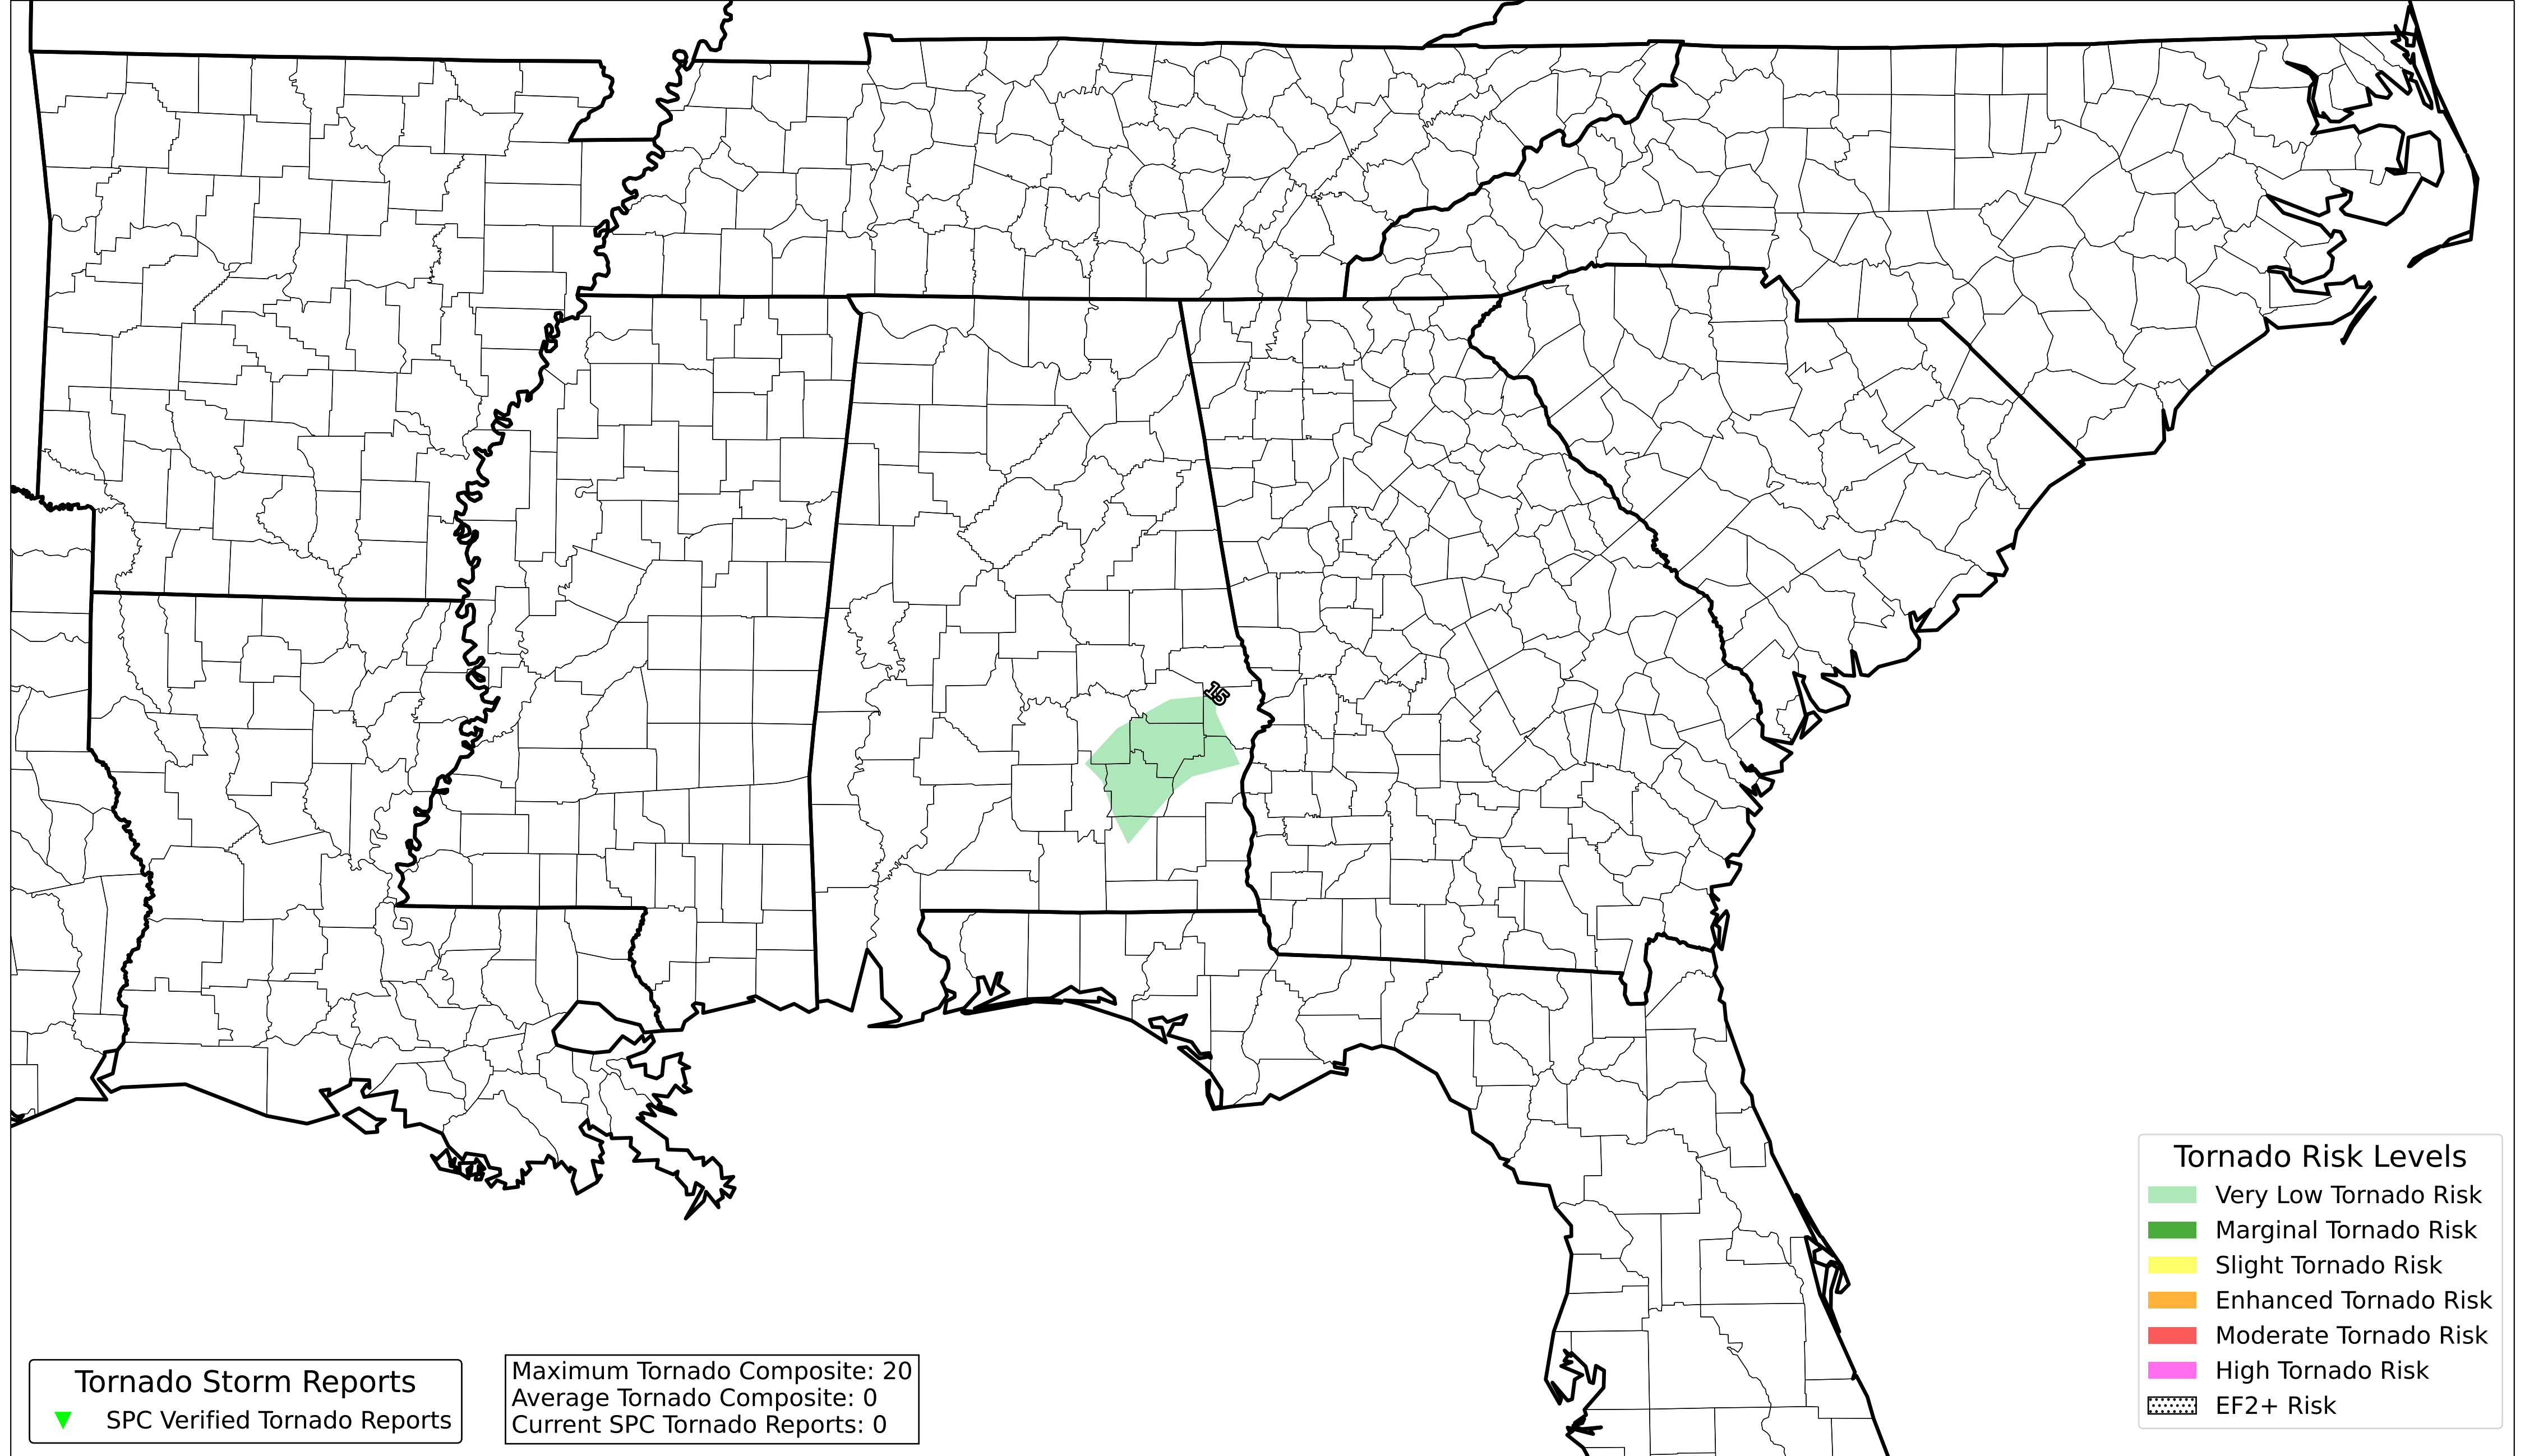 15
Tornado Risk Levels
Very Low Tornado Risk
Marginal Tornado Risk
Slight Tornado Risk
Enhanced Tornado Risk
Moderate Tornado Risk
High Tornado Risk
EF2+ Risk
Tornado Storm Reports
SPC Verified Tornado Reports
Maximum Tornado Composite: 20
Average Tornado Composite: 0
Current SPC Tornado Reports: 0